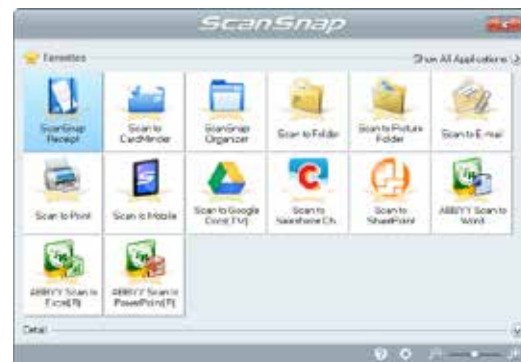 ScanSnap
Favorites
Show All Applications
ScanSnap
Receipt
Scan to
CardMinder
ScanSnap
Organizer
Scan to Folder
Scan to Picture
Folder
Scan to E-mail
Scan to Print
Scan to Mobile
Scan to Google
Docs(TM)
Scan to
Salesforce Ch...
Scan to
SharePoint
ABBYY Scan to
Word
ABBYY Scan to
Excel(R)
ABBYY Scan to
PowerPoint(R)
Detail